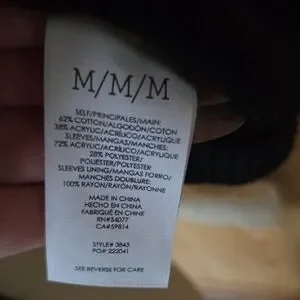 M/M/M
SELF/PRINCIPALES/MAIN:
62% COTTON/ALGODÓN/COTON
38% ACRYLIC/ACRÍLICO/ACRYLIQUE
SLEEVES/MANGAS/MANCHES:
72% ACRYLIC/ACRÍLICO/ACRYLIQUE
28% POLYESTER/
POLIESTER/POLYESTER
SLEEVES LINING/MANGAS FORRO/
MANCHES DOUBLURE:
100% RAYON/RAYÓN/RAYONNE
MADE IN CHINA
HECHO EN CHINA
FABRIQUÉ EN CHINE
RN#54077
CA#59814
STYLE# 3843
PO# 222041
SEE REVERSE FOR CARE